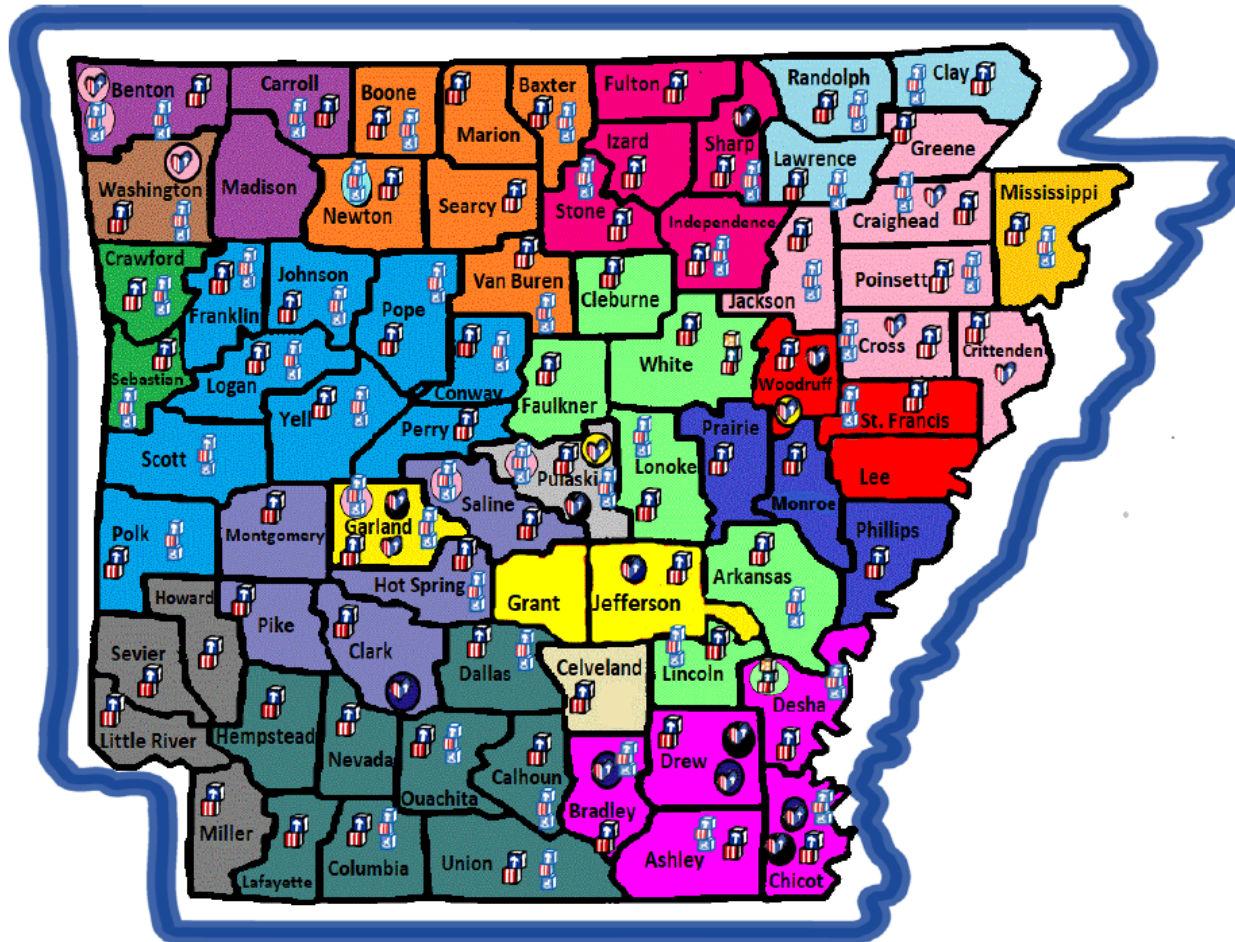 Benton
Carroll
Boone
Marion
Baxter
Fulton
Randolph
Clay
Izard
Sharp
Lawrence
Greene
Washington
Madison
Newton
Searcy
Stone
Independence
Craighead
Mississippi
Crawford
Franklin
Johnson
Pope
Van Buren
Cleburne
Jackson
Poinsett
Sebastian
Logan
Conway
White
Woodruff
Cross
Crittenden
Yell
Faulkner
St. Francis
Scott
Perry
Pulaski
Lonoke
Prairie
Lee
Polk
Montgomery
Garland
Saline
Monroe
Phillips
Hot Spring
Arkansas
Howard
Pike
Grant
Jefferson
Sevier
Clark
Dallas
Celveland
Lincoln
Desha
Little River
Hempstead
Nevada
Ouachita
Calhoun
Bradley
Drew
Miller
Lafayette
Columbia
Union
Ashley
Chicot